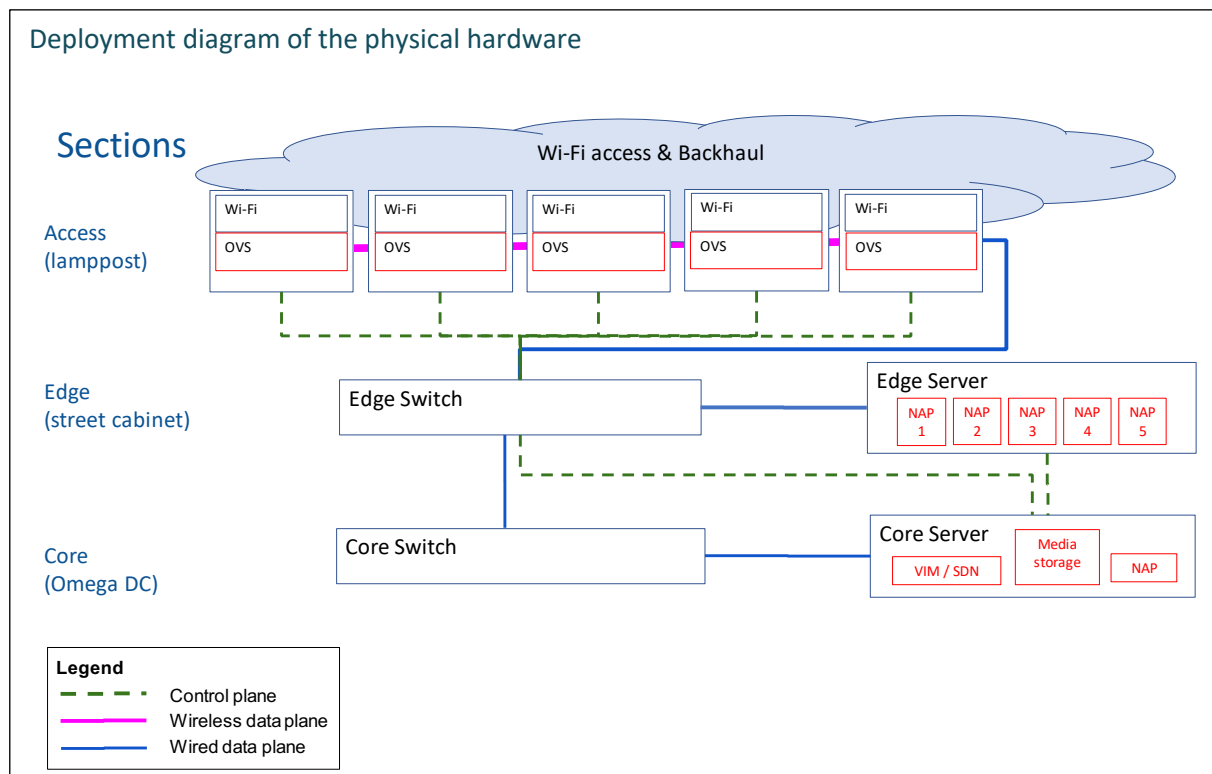 Deployment diagram of the physical hardware
Sections
Wi-Fi access & Backhaul
Access
(lamppost)
Wi-Fi
OVS
Wi-Fi
OVS
Wi-Fi
OVS
Wi-Fi
OVS
Wi-Fi
OVS
Edge
(street cabinet)
Edge Switch
Edge Server
NAP
1
NAP
2
NAP
3
NAP
4
NAP
5
Core
(Omega DC)
Core Switch
Core Server
VIM / SDN
Media
storage
NAP
Legend
Control plane
Wireless data plane
Wired data plane